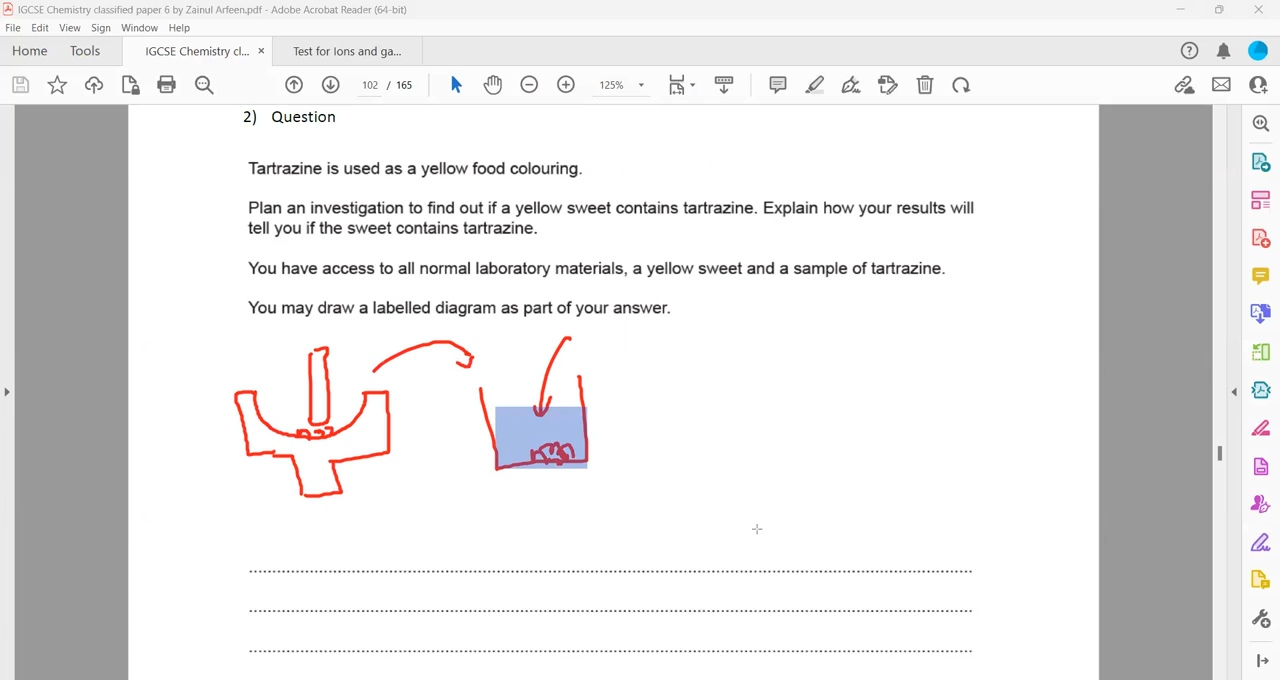 IGCSE Chemistry classified paper 6 by Zainul Arfeen.pdf - Adobe Acrobat Reader (64-bit)
File Edit View Sign Window Help
Home Tools IGCSE Chemistry cl... × Test for Ions and ga...
102 / 165 125%
2) Question
Tartrazine is used as a yellow food colouring.
Plan an investigation to find out if a yellow sweet contains tartrazine. Explain how your results will
tell you if the sweet contains tartrazine.
You have access to all normal laboratory materials, a yellow sweet and a sample of tartrazine.
You may draw a labelled diagram as part of your answer.